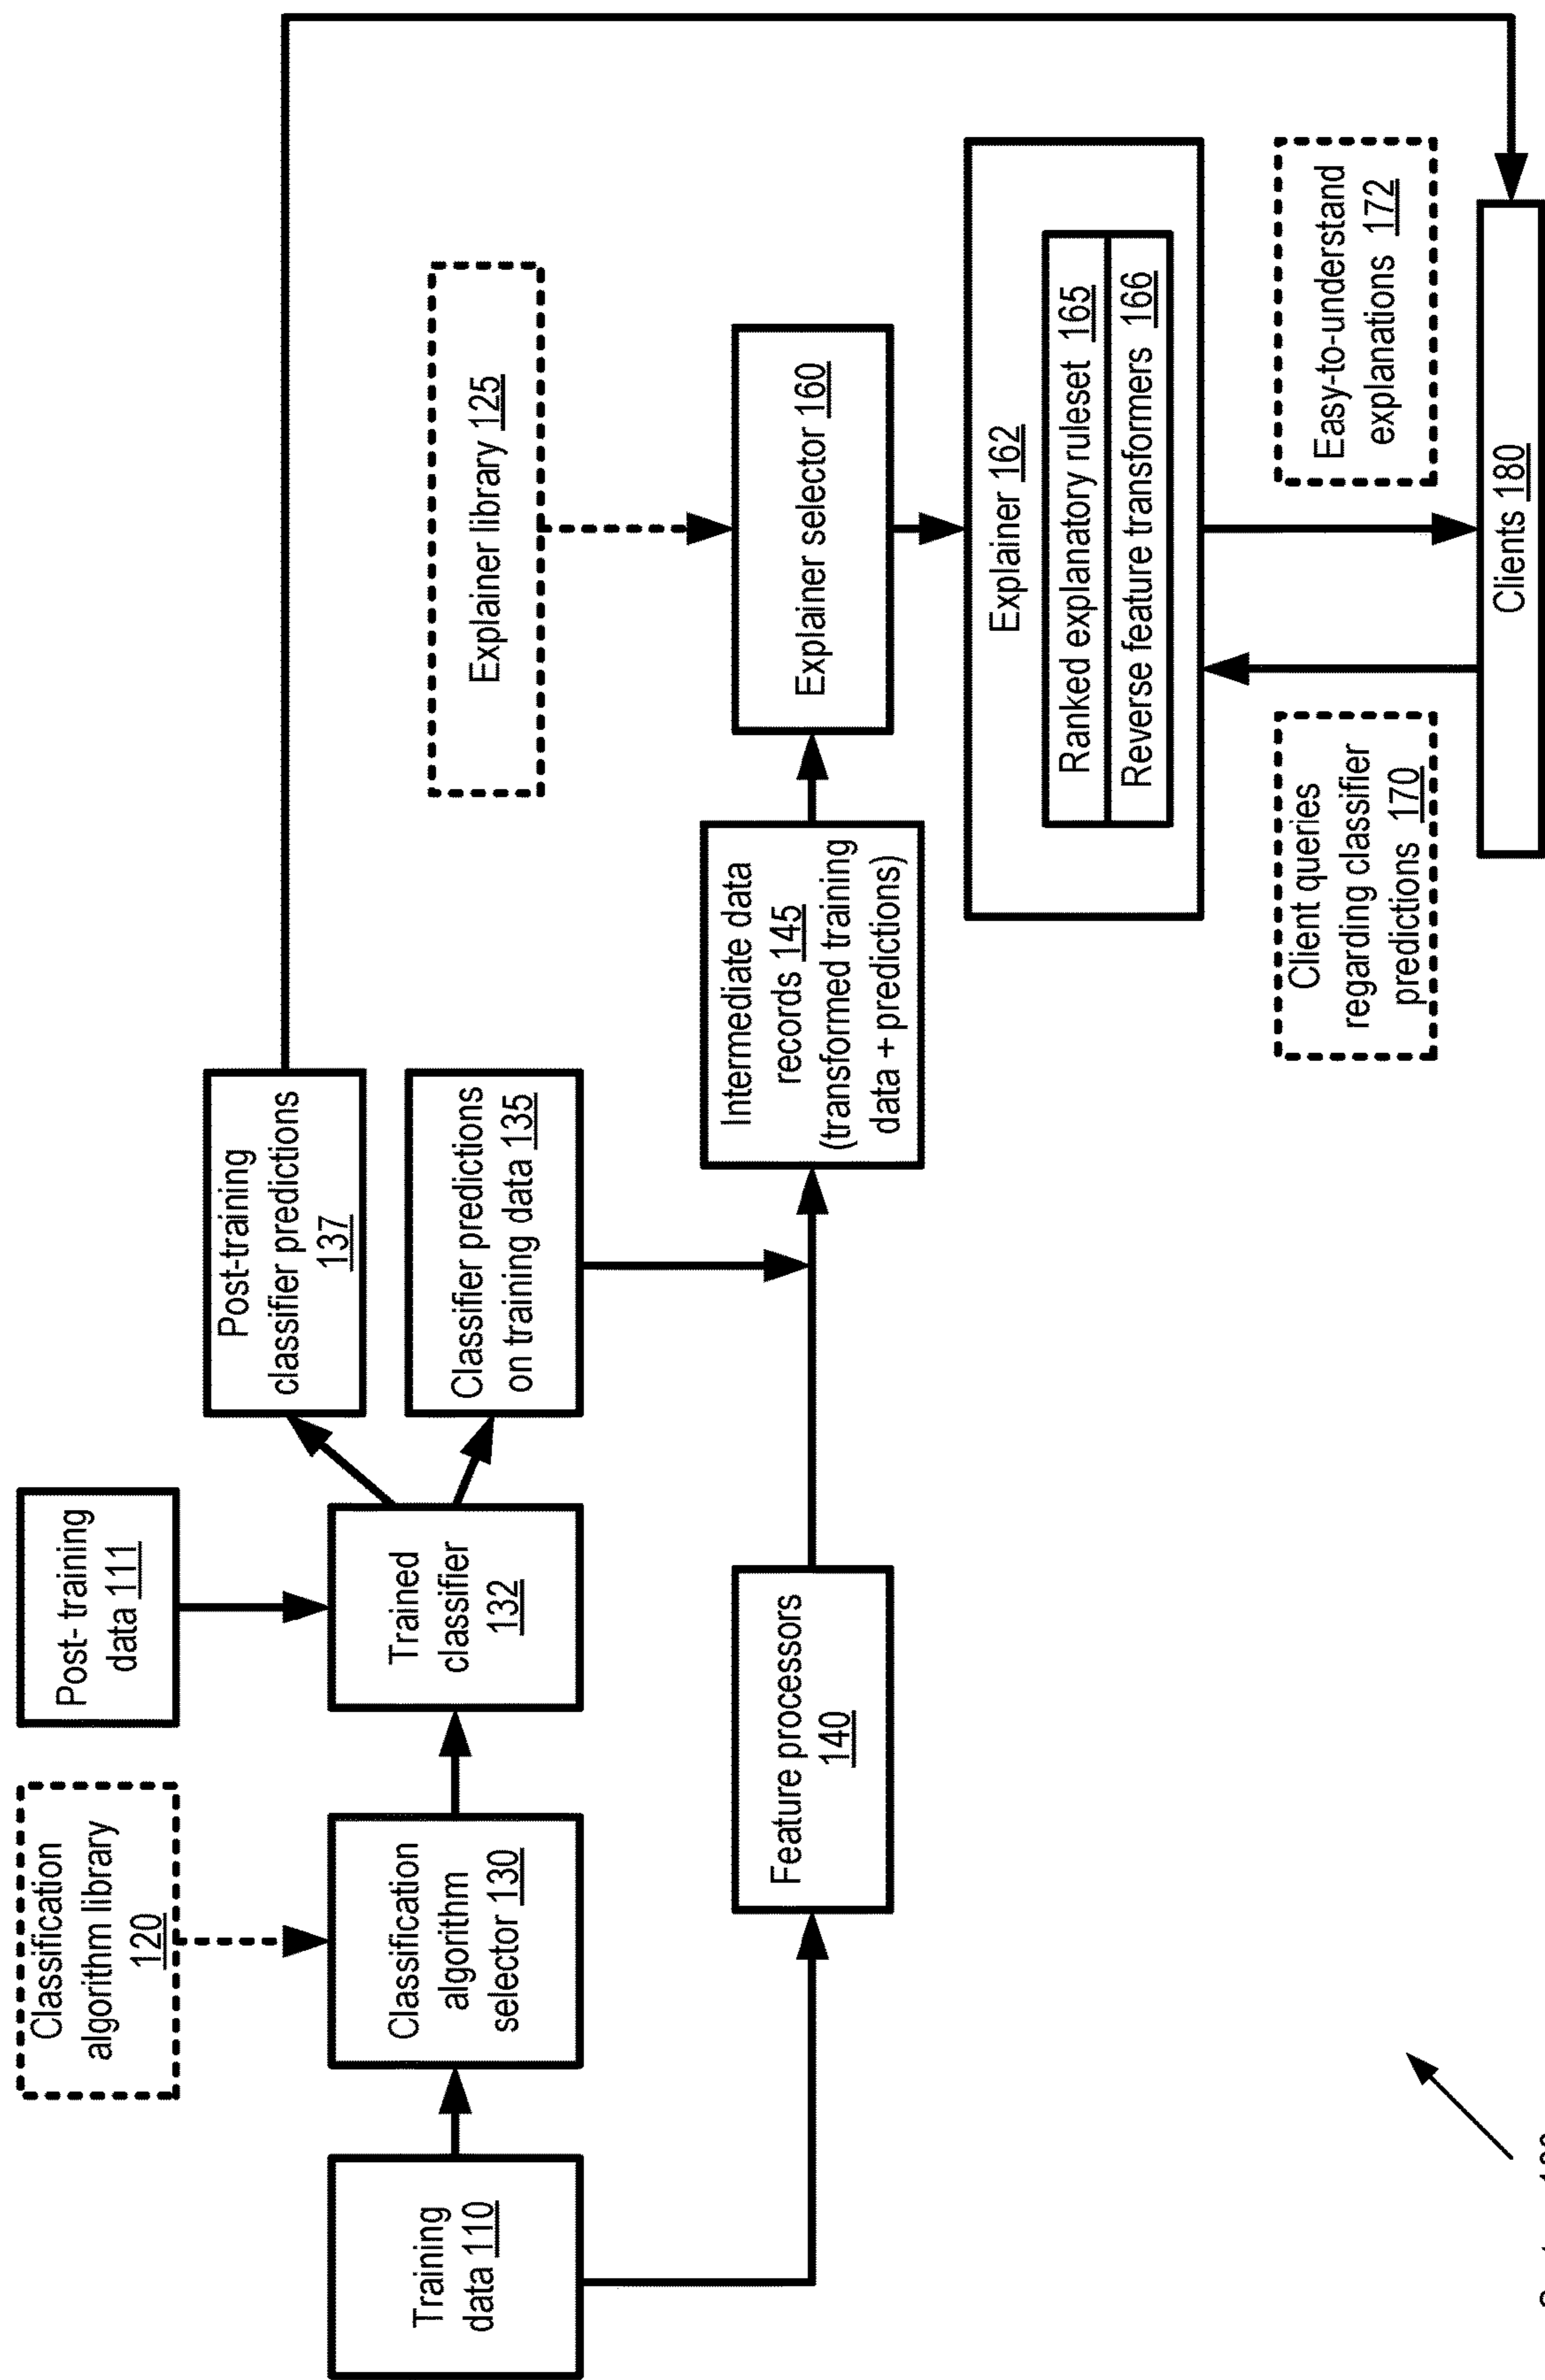 Classification
algorithm library
120
Post- training
data 111
Training
data 110
Classification
algorithm
selector 130
Trained
classifier
132
Post-training
classifier predictions
137
Classifier predictions
on training data 135
Explainer library 125
Feature processors
140
Intermediate data
records 145
(transformed training
data + predictions)
Explainer selector 160
Explainer 162
Ranked explanatory ruleset 165
Reverse feature transformers 166
Client queries
regarding classifier
predictions 170
Easy-to-understand
explanations 172
Clients 180